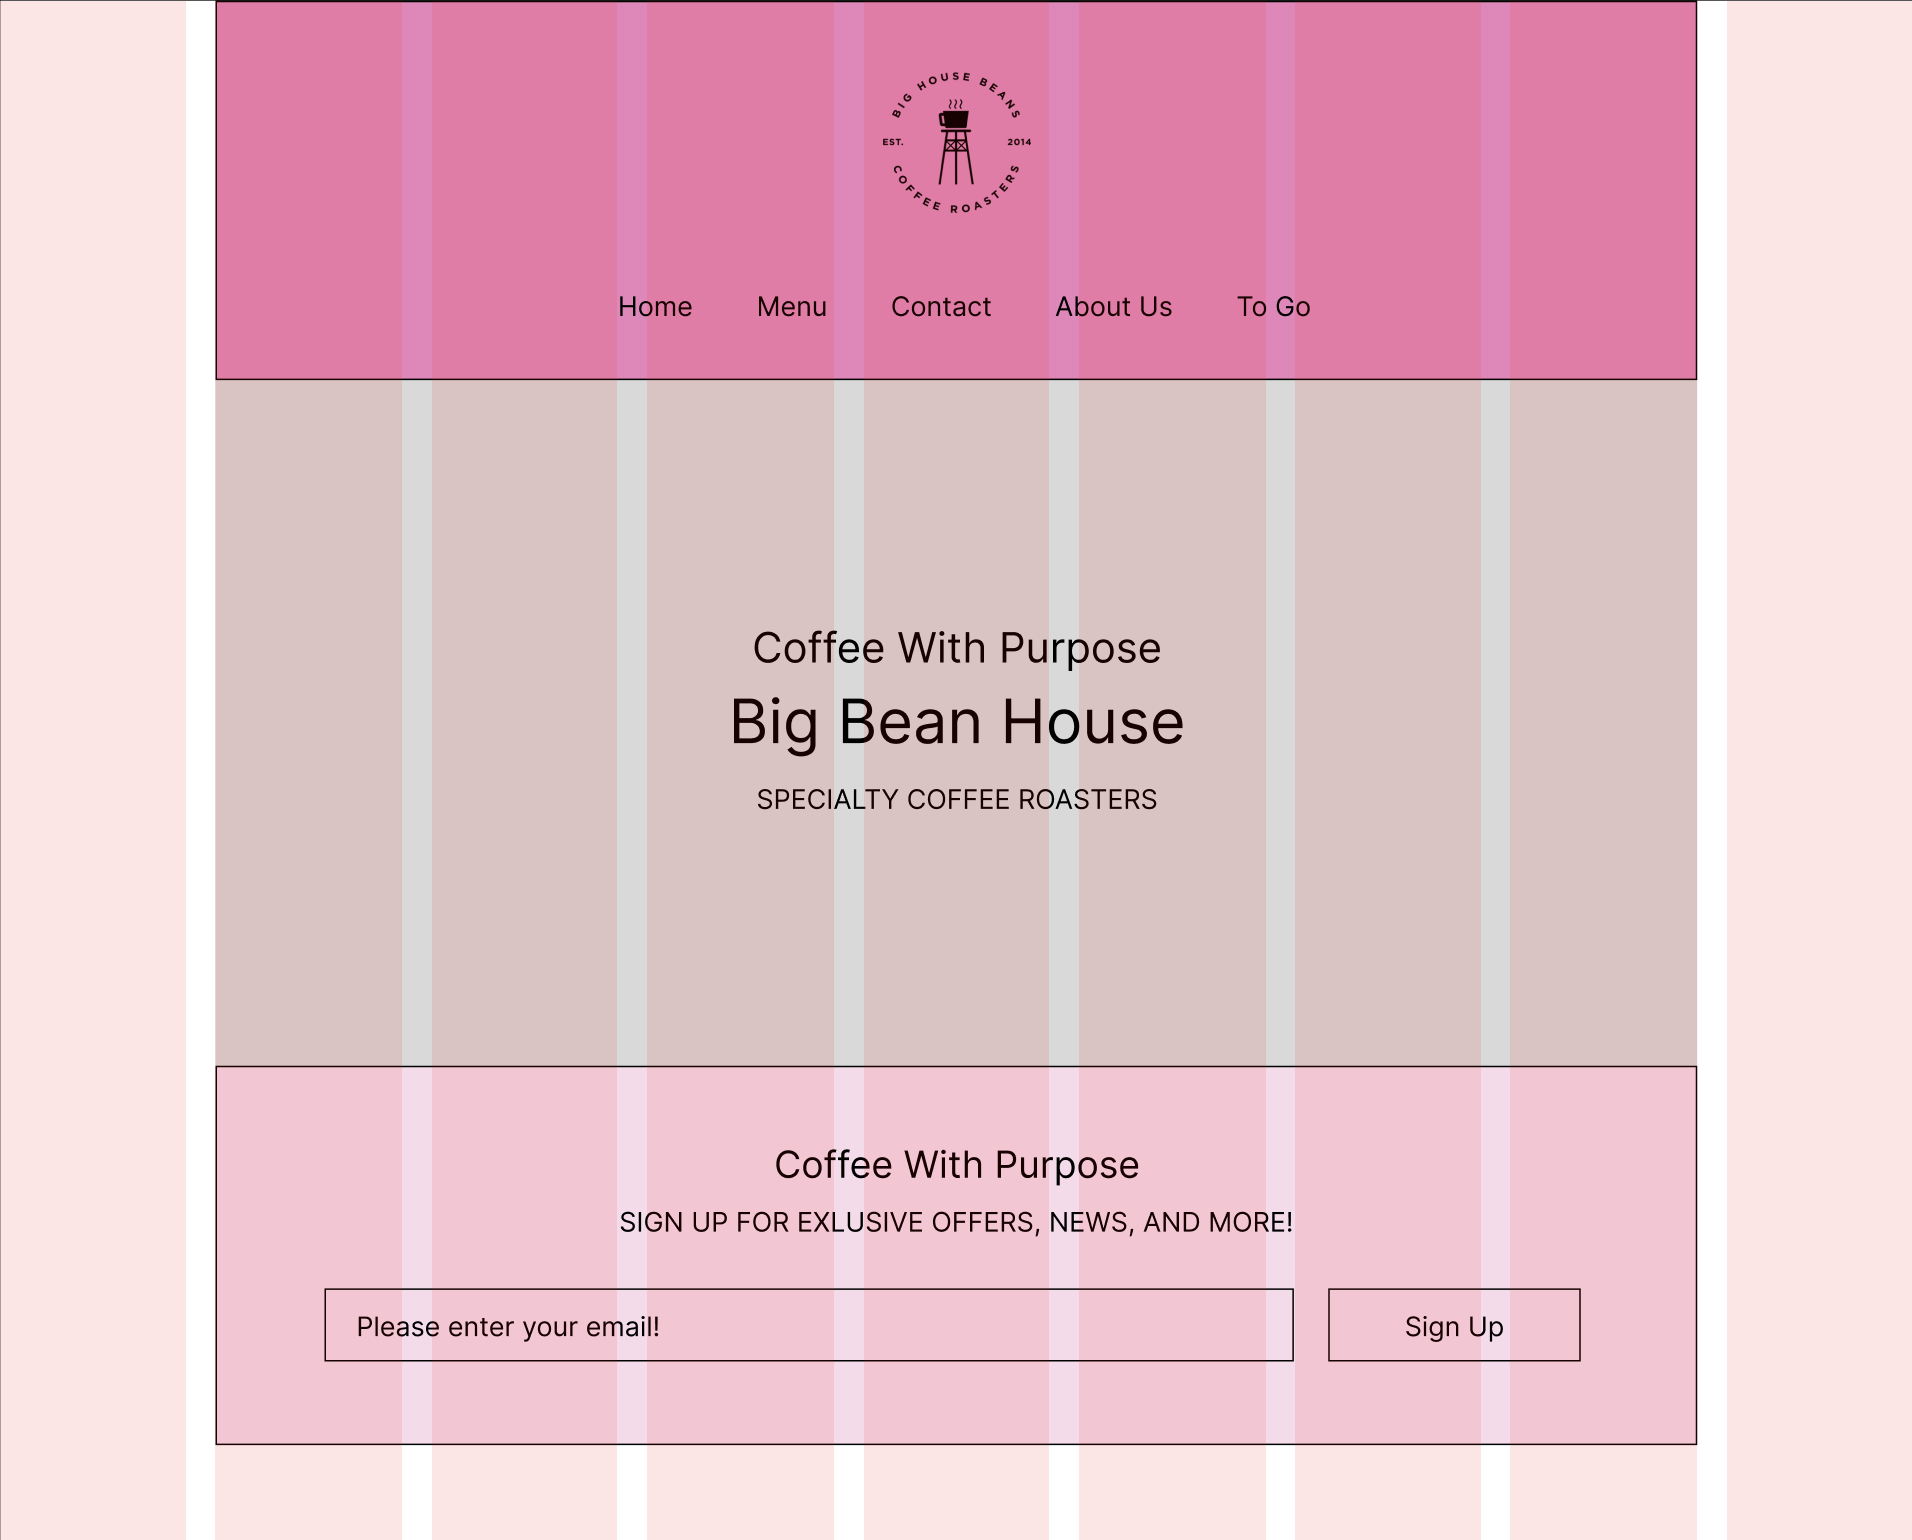 BIG HOUSE BEANS
EST. 2014
COFFEE ROASTERS
Home Menu Contact About Us To Go
Coffee With Purpose
Big Bean House
SPECIALTY COFFEE ROASTERS
Coffee With Purpose
SIGN UP FOR EXLUSIVE OFFERS, NEWS, AND MORE!
Please enter your email! Sign Up